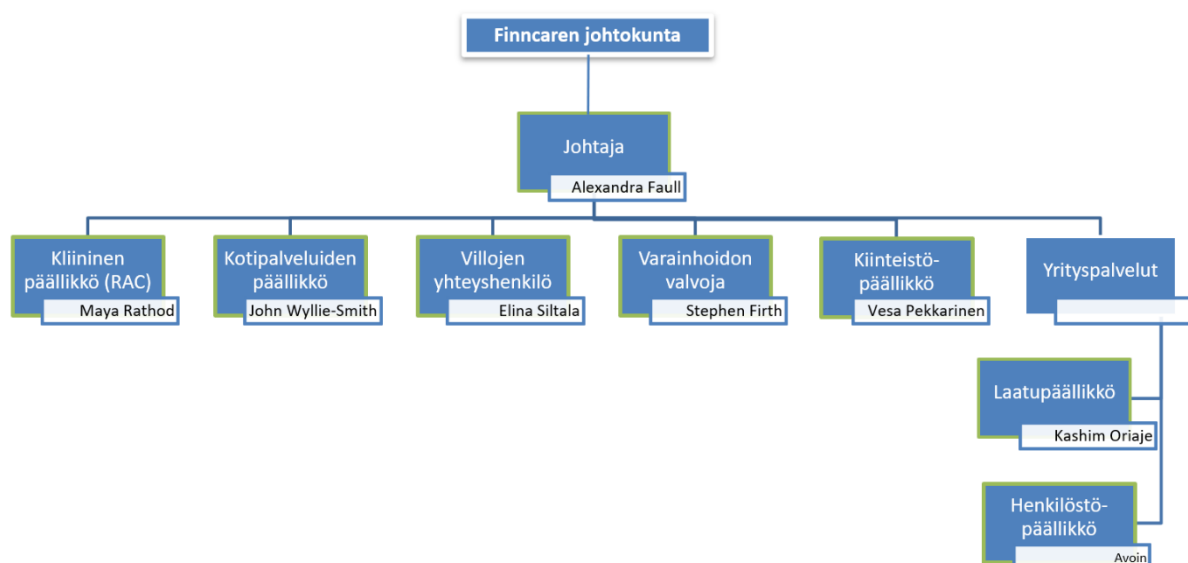 Finncaren johtokunta
Johtaja
Alexandra Faull
Kliininen
päällikkö (RAC)
Maya Rathod
Kotipalveluiden
päällikkö
John Wyllie-Smith
Villojen
yhteyshenkilö
Elina Siltala
Varainhoidon
valvoja
Stephen Firth
Kiinteistö-
päällikkö
Vesa Pekkarinen
Yrityspalvelut
Laatupäällikkö
Kashim Oriaje
Henkilöstö-
päällikkö
Avoin